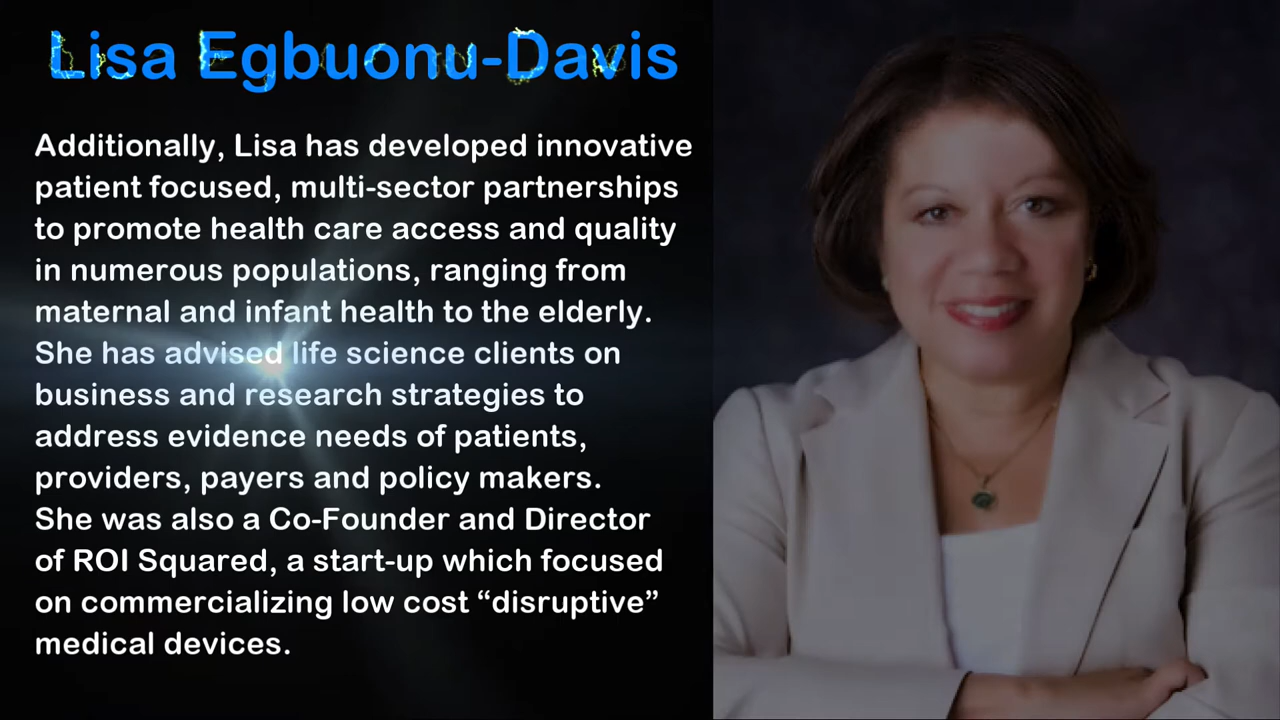 Lisa Egbuonu-Davis
Additionally, Lisa has developed innovative
patient focused, multi-sector partnerships
to promote health care access and quality
in numerous populations, ranging from
maternal and infant health to the elderly.
She has advised life science clients on
business and research strategies to
address evidence needs of patients,
providers, payers and policy makers.
She was also a Co-Founder and Director
of ROI Squared, a start-up which focused
on commercializing low cost “disruptive”
medical devices.